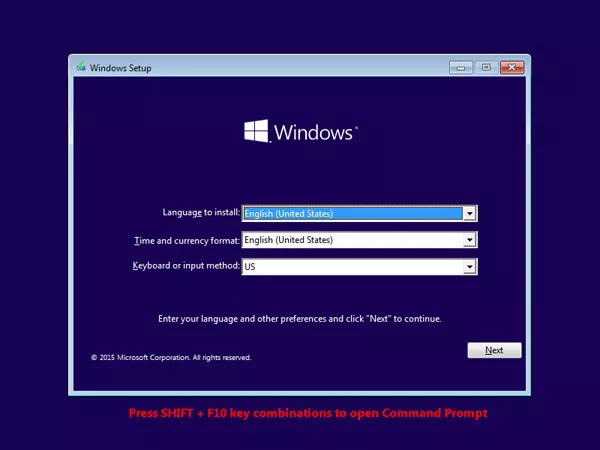 Windows Setup
Windows
Language to install: English (United States)
Time and currency format: English (United States)
Keyboard or input method: US
Enter your language and other preferences and click "Next" to continue.
Next
© 2015 Microsoft Corporation. All rights reserved.
Press SHIFT + F10 key combinations to open Command Prompt